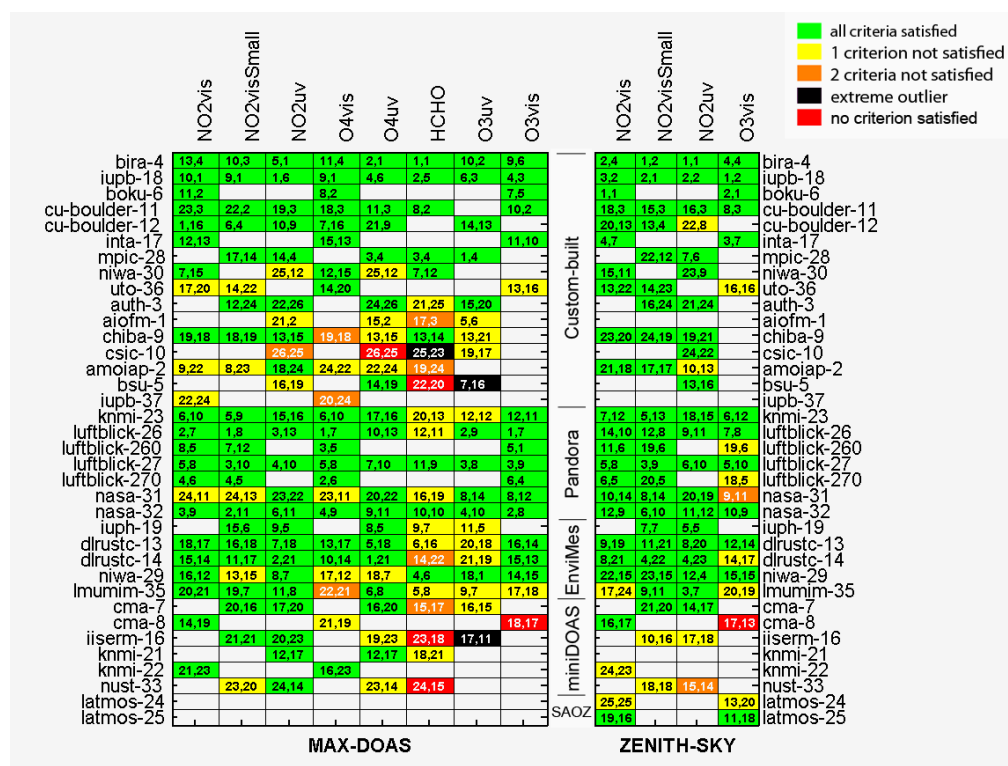 all criteria satisfied
1 criterion not satisfied
2 criteria not satisfied
extreme outlier
no criterion satisfied
NO2vis NO2visSmall NO2uv O4vis O4uv HCHO O3uv O3vis NO2vis NO2visSmall NO2uv O3vis
bira-4 13,4 10,3 5,1 11,4 2,1 1,1 10,2 9,6 2,4 1,2 1,1 4,4 bira-4
iupb-18 10,1 9,1 1,6 9,1 4,6 2,5 6,3 4,3 3,2 2,1 2,2 1,2 iupb-18
boku-6 11,2 8,2 7,5 1,1 2,1 boku-6
cu-boulder-11 23,3 22,2 19,3 18,3 11,3 8,2 10,2 18,3 15,3 16,3 8,3 cu-boulder-11
cu-boulder-12 1,16 6,4 10,9 7,16 21,9 14,13 20,13 13,4 22,8 cu-boulder-12
inta-17 12,13 15,13 11,10 4,7 3,7 inta-17
mpic-28 17,14 14,4 3,4 3,4 1,4 22,12 7,6 mpic-28
niwa-30 7,15 25,12 12,15 25,12 7,12 15,11 23,9 niwa-30
uto-36 17,20 14,22 14,20 13,16 13,22 14,23 16,16 uto-36
auth-3 12,24 22,26 24,26 21,25 15,20 16,24 21,24 auth-3
aiofm-1 21,2 15,2 17,3 5,6 aiofm-1
chiba-9 19,18 18,19 13,15 19,18 13,15 13,14 13,21 23,20 24,19 19,21 chiba-9
csic-10 26,25 26,25 25,23 19,17 24,22 csic-10
amoiap-2 9,22 8,23 18,24 24,22 22,24 19,24 21,18 17,17 10,13 amoiap-2
bsu-5 16,19 14,19 22,20 7,16 13,16 bsu-5
iupb-37 22,24 20,24 iupb-37
Custom-built
knmi-23 6,10 5,9 15,16 6,10 17,16 20,13 12,12 12,11 7,12 5,13 18,15 6,12 knmi-23
luftblick-26 2,7 1,8 3,13 1,7 10,13 12,11 2,9 1,7 14,10 12,8 9,11 7,8 luftblick-26
luftblick-260 8,5 7,12 3,5 5,1 11,6 19,6 19,6 luftblick-260
luftblick-27 5,8 3,10 4,10 5,8 7,10 11,9 3,8 3,9 5,8 3,9 6,10 5,10 luftblick-27
luftblick-270 4,6 4,5 2,6 6,4 6,5 20,5 18,5 luftblick-270
nasa-31 24,11 24,13 23,22 23,11 20,22 16,19 8,14 8,12 10,14 8,14 20,19 9,11 nasa-31
nasa-32 3,9 2,11 6,11 4,9 9,11 10,10 4,10 2,8 12,9 6,10 11,12 10,9 nasa-32
Pandora
iuph-19 15,6 9,5 8,5 9,7 11,5 7,7 5,5 iuph-19
dlrustc-13 18,17 16,18 7,18 13,17 5,18 6,16 20,18 16,14 9,19 11,21 8,20 12,14 dlrustc-13
dlrustc-14 15,14 11,17 2,21 10,14 1,21 14,22 21,19 15,13 8,21 4,22 4,23 14,17 dlrustc-14
niwa-29 16,12 13,15 8,7 17,12 18,7 4,6 18,1 14,15 22,15 23,15 12,4 15,15 niwa-29
lmumim-35 20,21 19,7 11,8 22,21 6,8 5,8 9,7 17,18 17,24 9,11 3,7 20,19 lmumim-35
EnviMes
cma-7 20,16 17,20 16,20 15,17 16,15 21,20 14,17 cma-7
cma-8 14,19 21,19 18,17 16,17 17,13 cma-8
iiserm-16 21,21 20,23 19,23 23,18 17,11 10,16 17,18 iiserm-16
knmi-21 12,17 12,17 18,21 knmi-21
knmi-22 21,23 16,23 24,23 knmi-22
nust-33 23,20 24,14 23,14 24,15 18,18 15,14 nust-33
miniDOAS
latmos-24 25,25 13,20 latmos-24
latmos-25 19,16 11,18 latmos-25
SAOZ
MAX-DOAS ZENITH-SKY